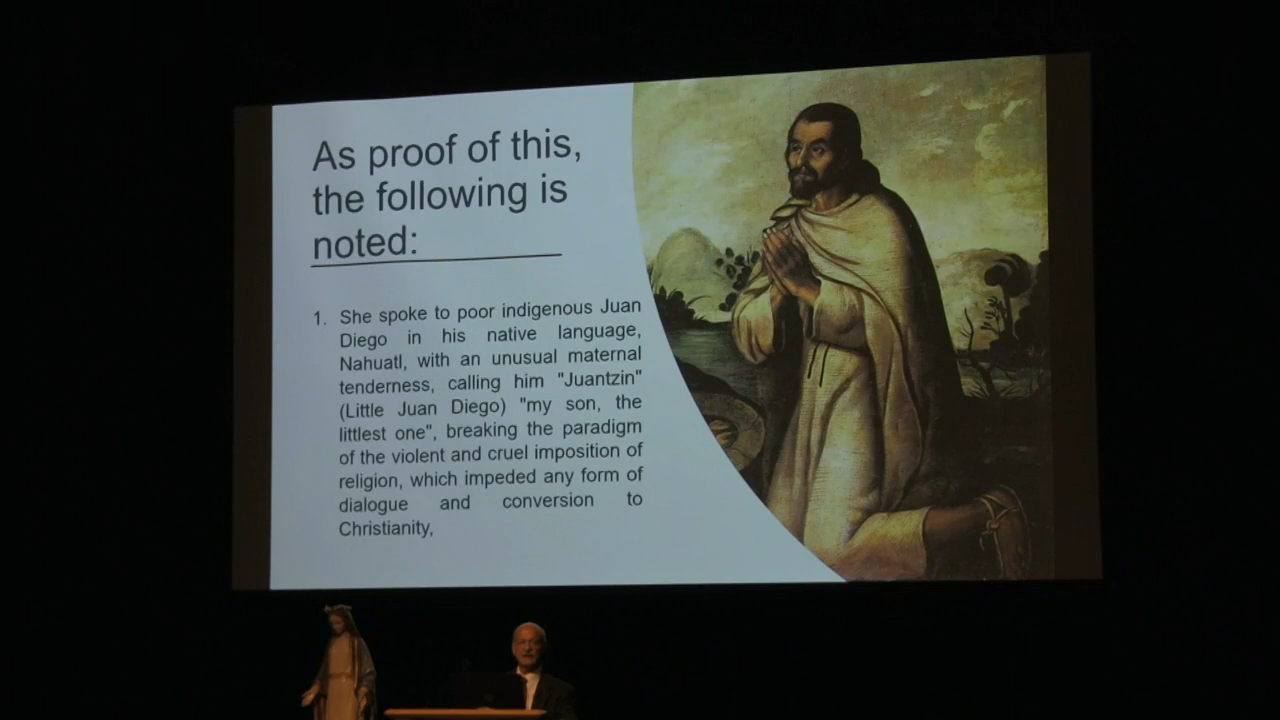 As proof of this,
the following is
noted:
1. She spoke to poor indigenous Juan
Diego in his native language,
Nahuatl, with an unusual maternal
tenderness, calling him "Juantzin"
(Little Juan Diego) "my son, the
littlest one", breaking the paradigm
of the violent and cruel imposition of
religion, which impeded any form of
dialogue and conversion to
Christianity,